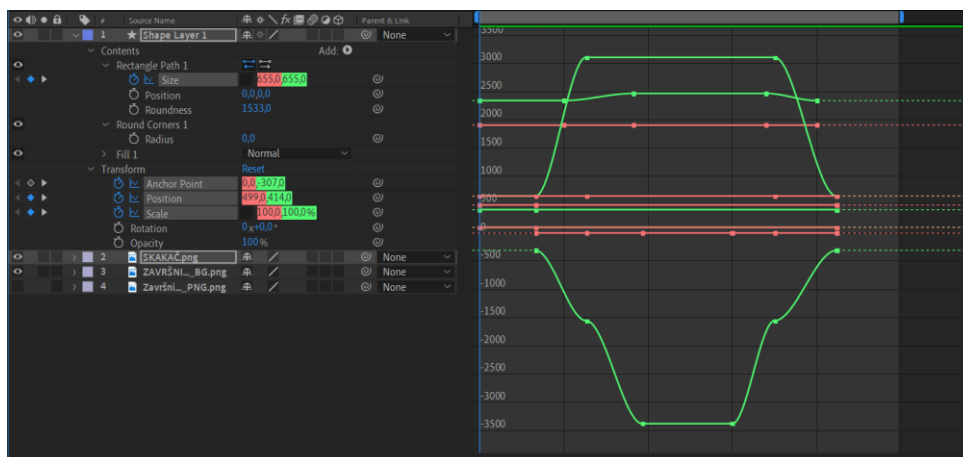 # Source Name fx Parent & Link
1 Shape Layer 1 None
Contents Add:
Rectangle Path 1
Size 655,0,655,0
Position 0,0,0,0
Roundness 1533,0
Round Corners 1
Radius 0,0
Fill 1 Normal
Transform Reset
Anchor Point 0,0,-307,0
Position 499,0,414,0
Scale 100,0,100,0%
Rotation 0x+0,0°
Opacity 100%
2 SKAKAČ.png None
3 ZAVRŠNI..._BG.png None
4 Završni..._PNG.png None
3500
3000
2500
2000
1500
1000
500
0
-500
-1000
-1500
-2000
-2500
-3000
-3500